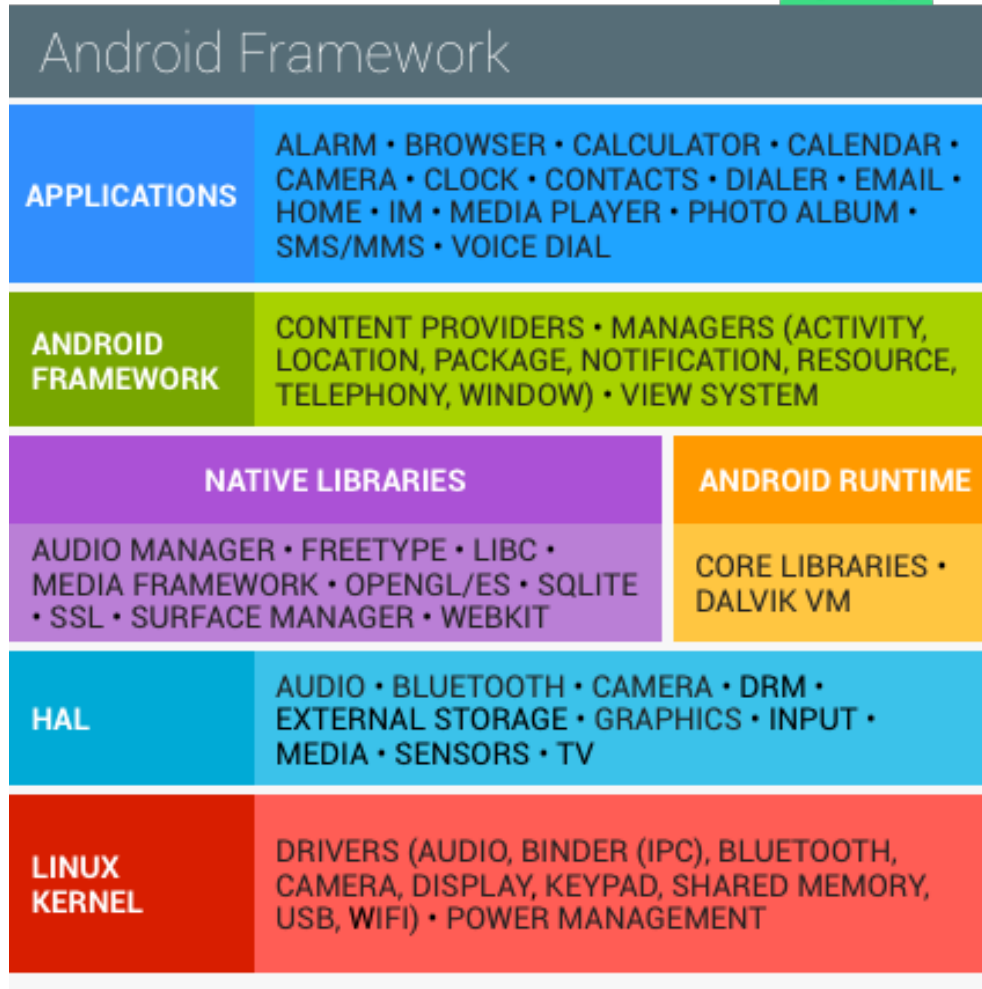 Android Framework
APPLICATIONS
ALARM • BROWSER • CALCULATOR • CALENDAR •
CAMERA • CLOCK • CONTACTS • DIALER • EMAIL •
HOME • IM • MEDIA PLAYER • PHOTO ALBUM •
SMS/MMS • VOICE DIAL
ANDROID
FRAMEWORK
CONTENT PROVIDERS • MANAGERS (ACTIVITY,
LOCATION, PACKAGE, NOTIFICATION, RESOURCE,
TELEPHONY, WINDOW) • VIEW SYSTEM
NATIVE LIBRARIES
AUDIO MANAGER • FREETYPE • LIBC •
MEDIA FRAMEWORK • OPENGL/ES • SQLITE
• SSL • SURFACE MANAGER • WEBKIT
ANDROID RUNTIME
CORE LIBRARIES •
DALVIK VM
HAL
AUDIO • BLUETOOTH • CAMERA • DRM •
EXTERNAL STORAGE • GRAPHICS • INPUT •
MEDIA • SENSORS • TV
LINUX
KERNEL
DRIVERS (AUDIO, BINDER (IPC), BLUETOOTH,
CAMERA, DISPLAY, KEYPAD, SHARED MEMORY,
USB, WIFI) • POWER MANAGEMENT